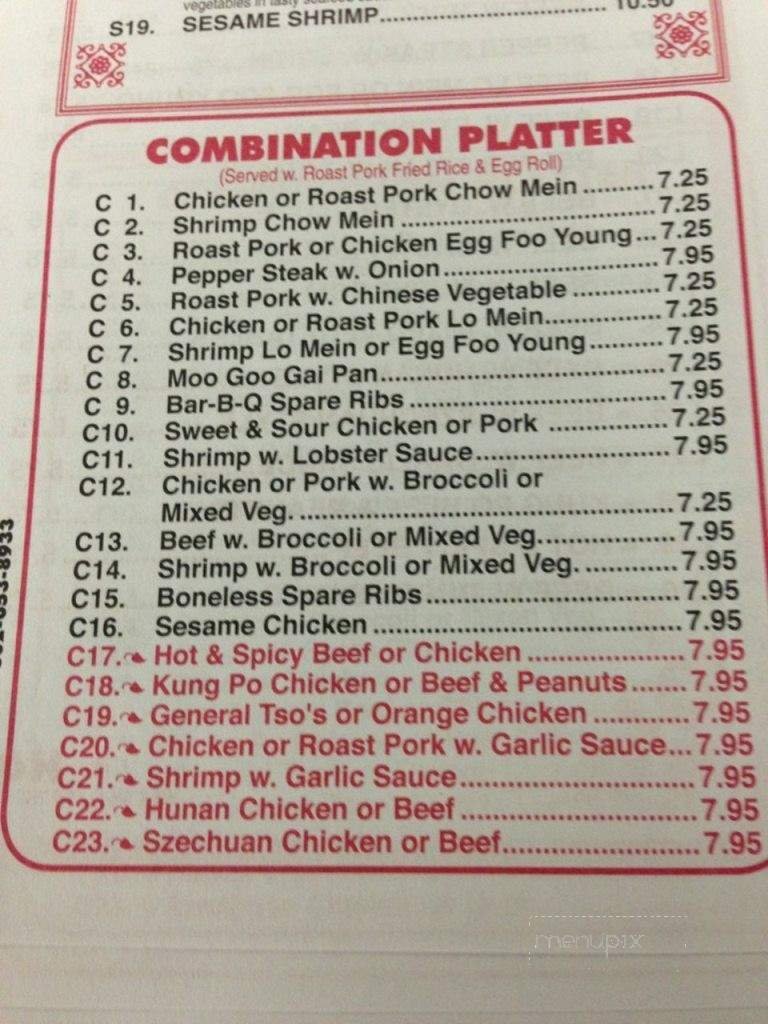 vegetables in tasty
S19. SESAME SHRIMP.......................... 10.50
COMBINATION PLATTER
(Served w. Roast Pork Fried Rice & Egg Roll)
C 1. Chicken or Roast Pork Chow Mein .......... 7.25
C 2. Shrimp Chow Mein .................................... 7.25
C 3. Roast Pork or Chicken Egg Foo Young... 7.25
C 4. Pepper Steak w. Onion............................... 7.95
C 5. Roast Pork w. Chinese Vegetable ............ 7.25
C 6. Chicken or Roast Pork Lo Mein................. 7.25
C 7. Shrimp Lo Mein or Egg Foo Young.......... 7.95
C 8. Moo Goo Gai Pan........................................ 7.25
C 9. Bar-B-Q Spare Ribs ..................................... 7.95
C10. Sweet & Sour Chicken or Pork ................. 7.25
C11. Shrimp w. Lobster Sauce............................ 7.95
C12. Chicken or Pork w. Broccoli or
Mixed Veg. ..................................................... 7.25
C13. Beef w. Broccoli or Mixed Veg................... 7.95
C14. Shrimp w. Broccoli or Mixed Veg. ............ 7.95
C15. Boneless Spare Ribs .................................... 7.95
C16. Sesame Chicken ........................................... 7.95
C17. Hot & Spicy Beef or Chicken ...................... 7.95
C18. Kung Po Chicken or Beef & Peanuts....... 7.95
C19. General Tso's or Orange Chicken ............ 7.95
C20. Chicken or Roast Pork w. Garlic Sauce... 7.95
C21. Shrimp w. Garlic Sauce.............................. 7.95
C22. Hunan Chicken or Beef .............................. 7.95
C23. Szechuan Chicken or Beef......................... 7.95
menupix